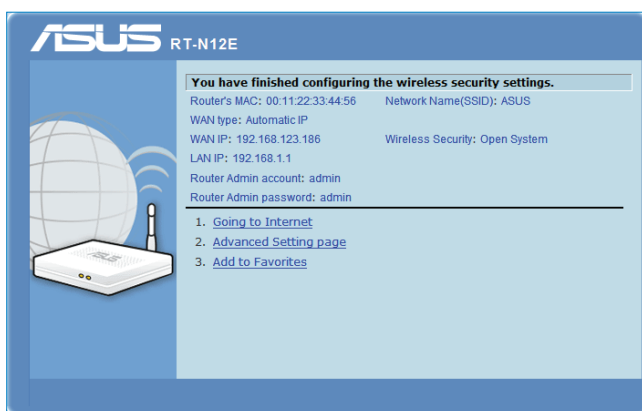 ASUS RT-N12E
You have finished configuring the wireless security settings.
Router's MAC: 00:11:22:33:44:56 Network Name(SSID): ASUS
WAN type: Automatic IP
WAN IP: 192.168.123.186 Wireless Security: Open System
LAN IP: 192.168.1.1
Router Admin account: admin
Router Admin password: admin
1. Going to Internet
2. Advanced Setting page
3. Add to Favorites
ASUS